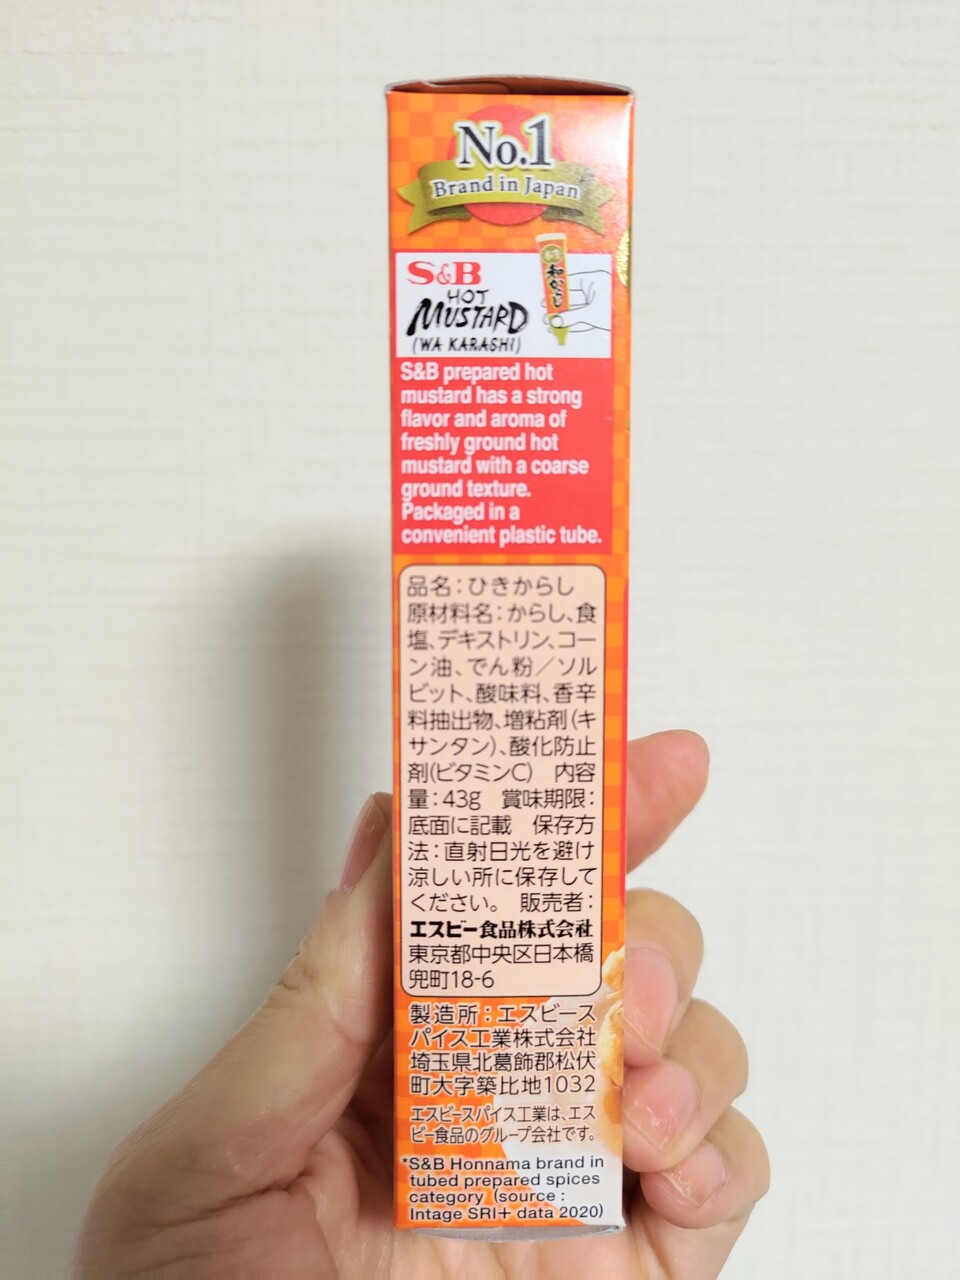 No.1
Brand in Japan
S&B
HOT
MUSTARD
(WA KARASHI)
本生
和からし
S&B prepared hot
mustard has a strong
flavor and aroma of
freshly ground hot
mustard with a coarse
ground texture.
Packaged in a
convenient plastic tube.
品名：ひきからし
原材料名：からし、食
塩、デキストリン、コー
ン油、でん粉／ソル
ビット、酸味料、香辛
料抽出物、増粘剤（キ
サンタン）、酸化防止
剤（ビタミンC）　内容
量：43g　賞味期限：
底面に記載　保存方
法：直射日光を避け
涼しい所に保存して
ください。　販売者：
エスビー食品株式会社
東京都中央区日本橋
兜町18-6
製造所：エスビース
パイス工業株式会社
埼玉県北葛飾郡松伏
町大字築比地1032
エスビースパイス工業は、エス
ビー食品のグループ会社です。
*S&B Honnama brand in
tubed prepared spices
category (source :
Intage SRI+ data 2020)